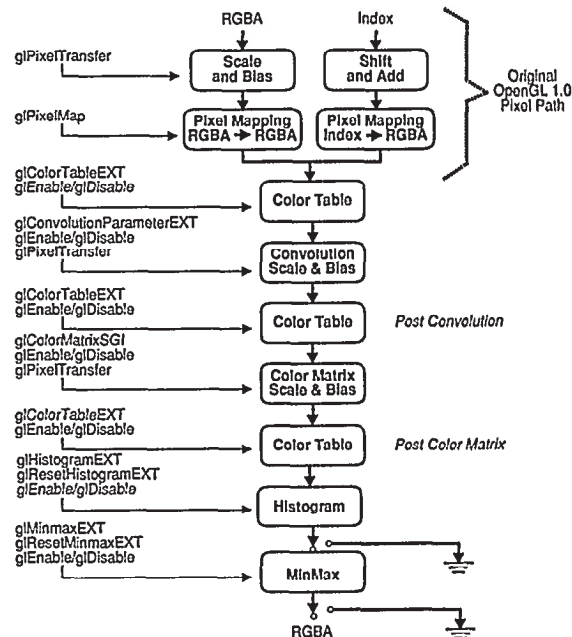 RGBA
Index
glPixelTransfer
Scale
and Bias
Shift
and Add
Original
OpenGL 1.0
Pixel Path
glPixelMap
Pixel Mapping
RGBA → RGBA
Pixel Mapping
Index → RGBA
glColorTableEXT
glEnable/glDisable
Color Table
glConvolutionParameterEXT
glEnable/glDisable
glPixelTransfer
Convolution
Scale & Bias
glColorTableEXT
glEnable/glDisable
Color Table
Post Convolution
glColorMatrixSGI
glEnable/glDisable
glPixelTransfer
Color Matrix
Scale & Bias
glColorTableEXT
glEnable/glDisable
Color Table
Post Color Matrix
glHistogramEXT
glResetHistogramEXT
glEnable/glDisable
Histogram
glMinmaxEXT
glResetMinmaxEXT
glEnable/glDisable
MinMax
RGBA